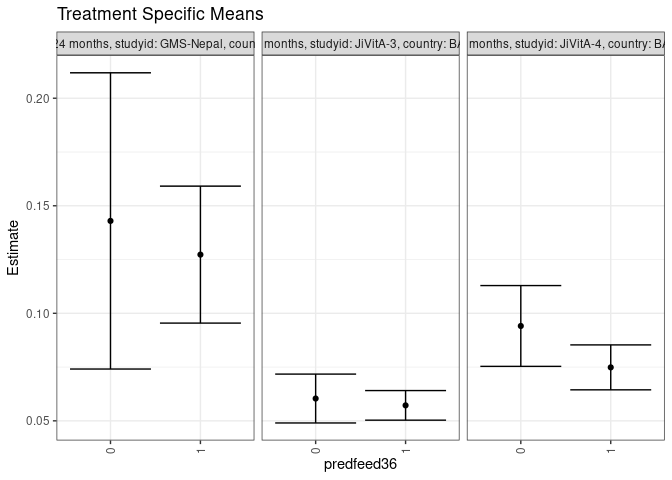 Treatment Specific Means
24 months, studyid: GMS-Nepal, coun
months, studyid: JiVitA-3, country: BA
months, studyid: JiVitA-4, country: BA
0.20
0.15
0.10
0.05
Estimate
0
1
0
1
0
1
predfeed36